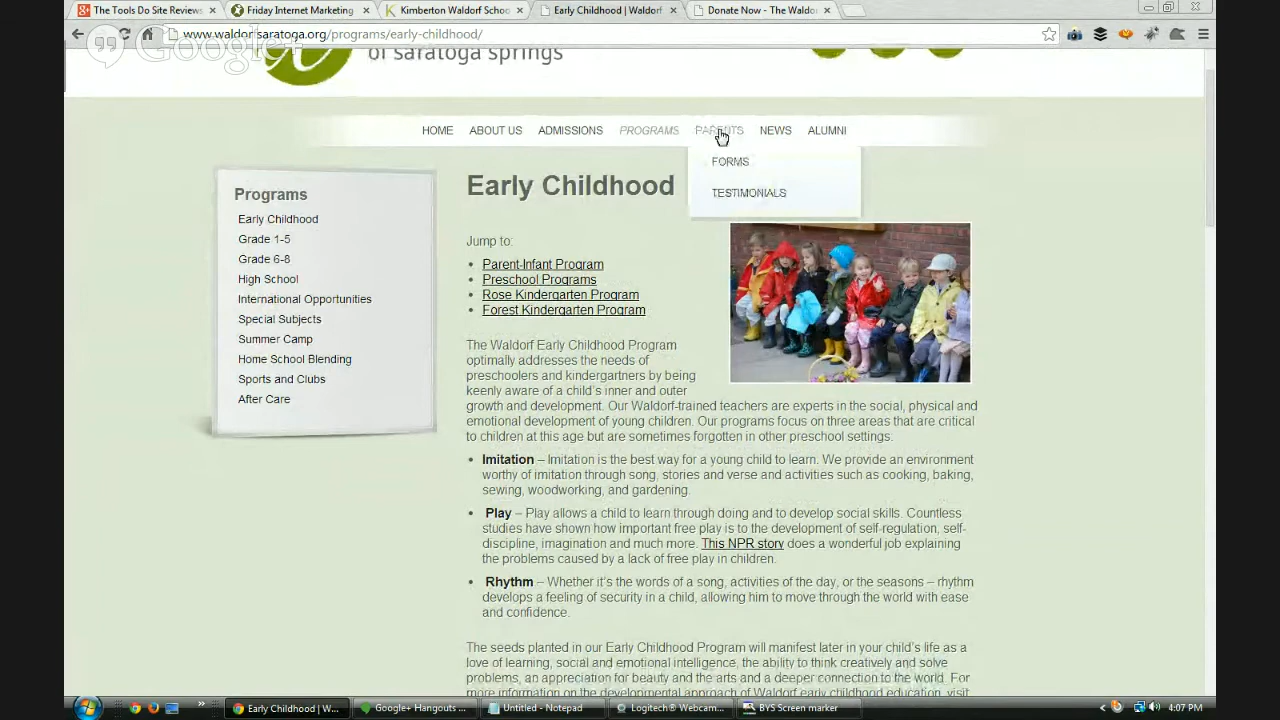 The Tools Do Site Reviews
Friday Internet Marketing
Kimberton Waldorf Schoo
Early Childhood | Waldorf
Donate Now - The Waldo
www.waldorfsaratoga.org/programs/early-childhood/
Google+
of saratoga springs
HOME ABOUT US ADMISSIONS PROGRAMS PARENTS NEWS ALUMNI
FORMS
TESTIMONIALS
Programs
Early Childhood
Grade 1-5
Grade 6-8
High School
International Opportunities
Special Subjects
Summer Camp
Home School Blending
Sports and Clubs
After Care
Early Childhood
Jump to:
• Parent-Infant Program
• Preschool Programs
• Rose Kindergarten Program
• Forest Kindergarten Program
The Waldorf Early Childhood Program
optimally addresses the needs of
preschoolers and kindergartners by being
keenly aware of a child's inner and outer
growth and development. Our Waldorf-trained teachers are experts in the social, physical and
emotional development of young children. Our programs focus on three areas that are critical
to children at this age but are sometimes forgotten in other preschool settings.
• Imitation – Imitation is the best way for a young child to learn. We provide an environment
worthy of imitation through song, stories and verse and activities such as cooking, baking,
sewing, woodworking, and gardening.
• Play – Play allows a child to learn through doing and to develop social skills. Countless
studies have shown how important free play is to the development of self-regulation, self-
discipline, imagination and much more. This NPR story does a wonderful job explaining
the problems caused by a lack of free play in children.
• Rhythm – Whether it's the words of a song, activities of the day, or the seasons – rhythm
develops a feeling of security in a child, allowing him to move through the world with ease
and confidence.
The seeds planted in our Early Childhood Program will manifest later in your child's life as a
love of learning, social and emotional intelligence, the ability to think creatively and solve
problems, an appreciation for beauty and the arts and a deeper connection to the world. For
more information on the developmental approach of Waldorf early childhood education, visit
Early Childhood | W...
Google+ Hangouts ...
Untitled - Notepad
Logitech® Webcam...
BYS Screen marker
4:07 PM